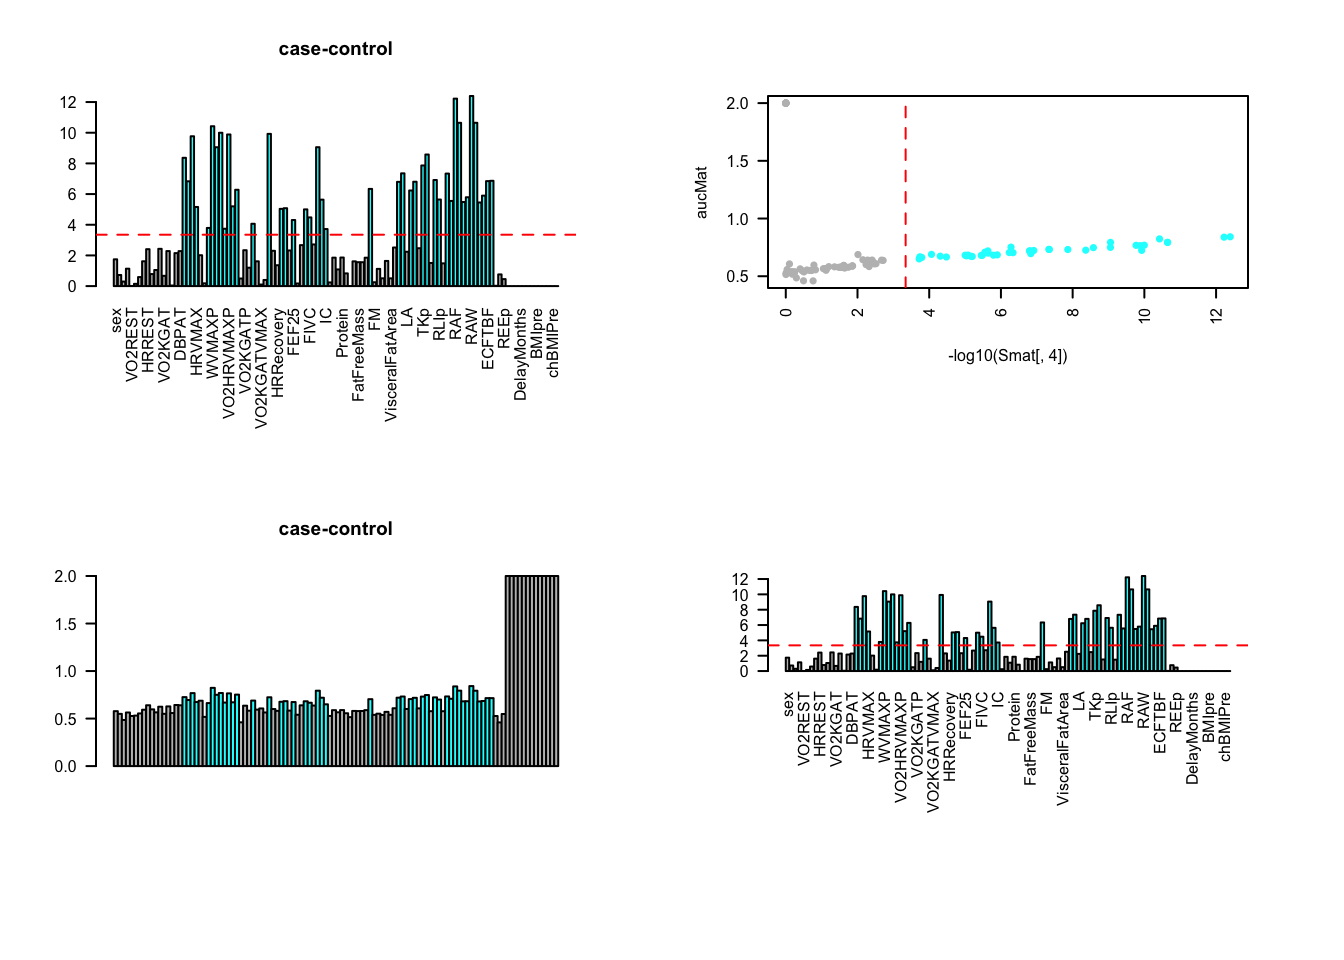 case-control
12
10
8
6
4
2
0
sex
VO2REST
HRREST
VO2KGAT
DBPAT
HRVMAX
WVMAXP
VO2HRVMAXP
VO2KGATP
VO2KGATVMAX
HRRecovery
FEF25
FIVC
IC
Protein
FatFreeMass
FM
VisceralFatArea
LA
TKp
RLlp
RAF
RAW
ECFTBF
REEp
DelayMonths
BMIpre
chBMIPre
2.0
1.5
1.0
0.5
aucMat
0
2
4
6
8
10
12
-log10(Smat[, 4])
case-control
2.0
1.5
1.0
0.5
0.0
12
10
8
6
4
2
0
sex
VO2REST
HRREST
VO2KGAT
DBPAT
HRVMAX
WVMAXP
VO2HRVMAXP
VO2KGATP
VO2KGATVMAX
HRRecovery
FEF25
FIVC
IC
Protein
FatFreeMass
FM
VisceralFatArea
LA
TKp
RLlp
RAF
RAW
ECFTBF
REEp
DelayMonths
BMIpre
chBMIPre